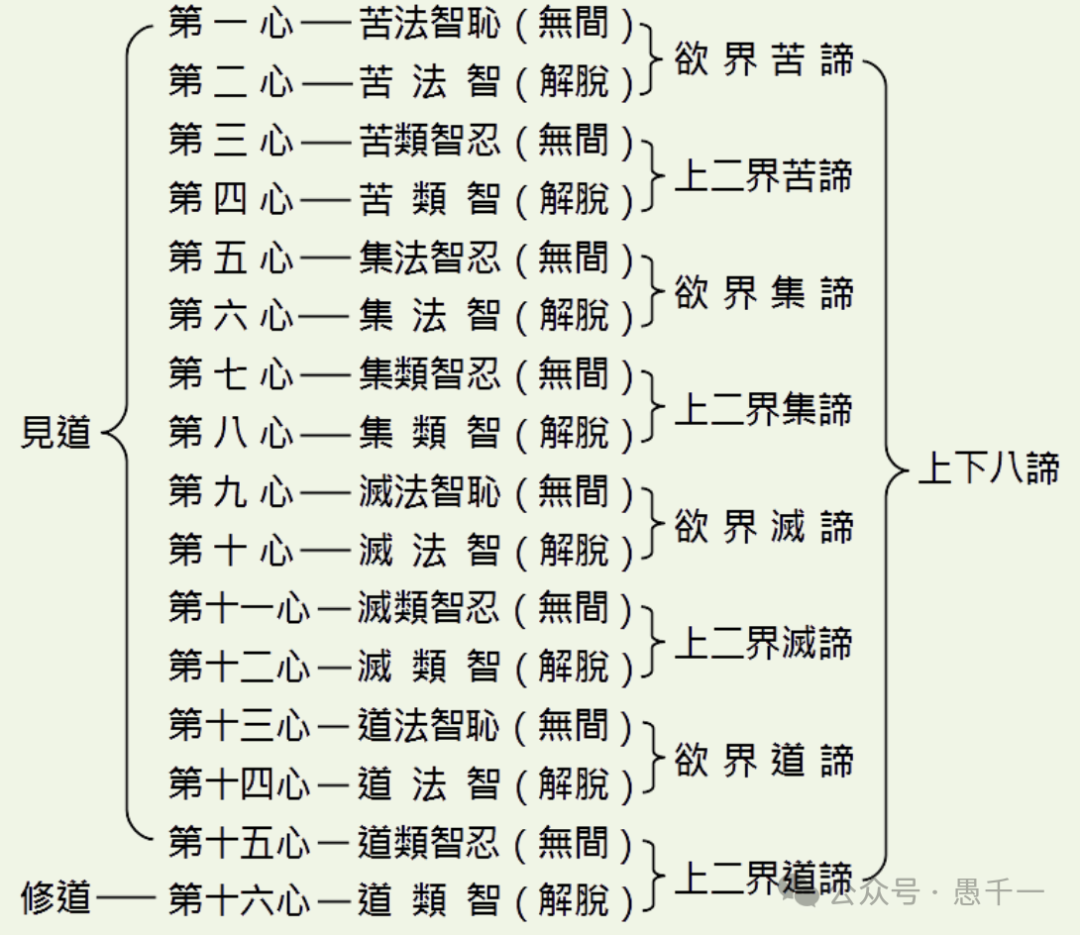 第一心——苦法智恥(無間)
第二心——苦法智(解脫)
欲界苦諦
第三心——苦類智忍(無間)
第四心——苦類智(解脫)
上二界苦諦
第五心——集法智忍(無間)
第六心——集法智(解脫)
欲界集諦
第七心——集類智忍(無間)
第八心——集類智(解脫)
上二界集諦
見道
第九心——滅法智恥(無間)
第十心——滅法智(解脫)
欲界滅諦
上下八諦
第十一心—滅類智忍(無間)
第十二心—滅類智(解脫)
上二界滅諦
第十三心—道法智恥(無間)
第十四心—道法智(解脫)
欲界道諦
第十五心—道類智忍(無間)
修道——第十六心—道類智(解脫)
上二界道諦
公众号·愚千一